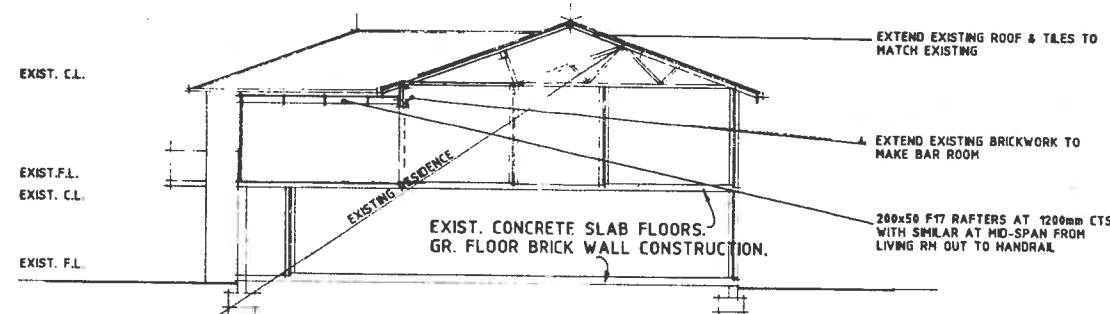 EXTEND EXISTING ROOF & TILES TO
MATCH EXISTING
EXIST. C.L.
EXTEND EXISTING BRICKWORK TO
MAKE BAR ROOM
EXIST.F.L.
EXIST. C.L.
EXISTING RESIDENCE
200x50 F17 RAFTERS AT 1200mm CTS
WITH SIMILAR AT MID-SPAN FROM
LIVING RM OUT TO HANDRAIL
EXIST. CONCRETE SLAB FLOORS.
GR. FLOOR BRICK WALL CONSTRUCTION.
EXIST. F.L.